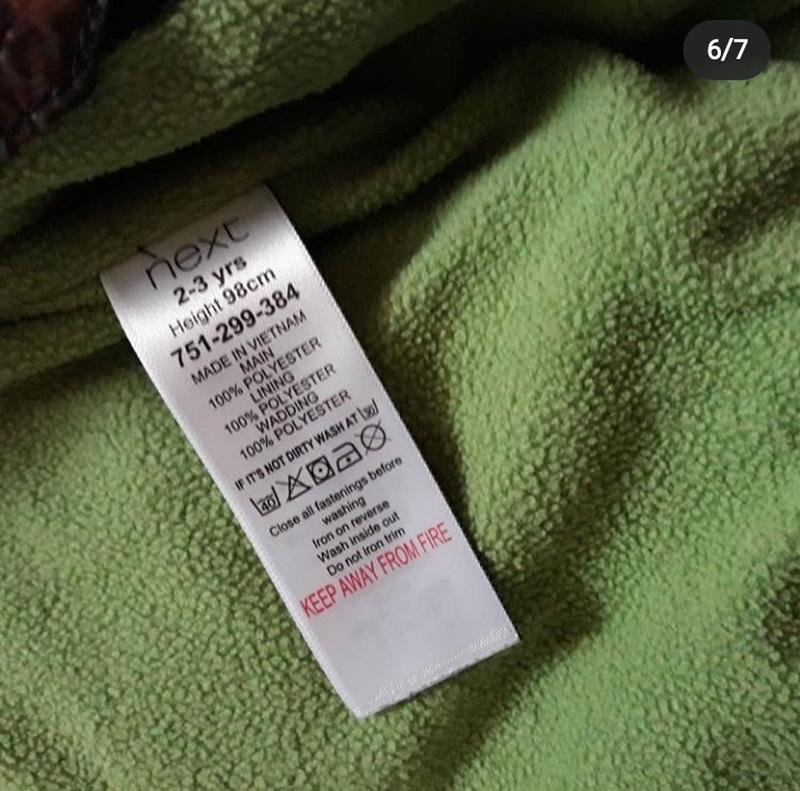 6/7
next
2-3 yrs
Height 98cm
751-299-384
MADE IN VIETNAM
MAIN
100% POLYESTER
LINING
100% POLYESTER
WADDING
100% POLYESTER
IF IT'S NOT DIRTY WASH AT 30
40
Close all fastenings before
washing
Iron on reverse
Wash inside out
Do not iron trim
KEEP AWAY FROM FIRE